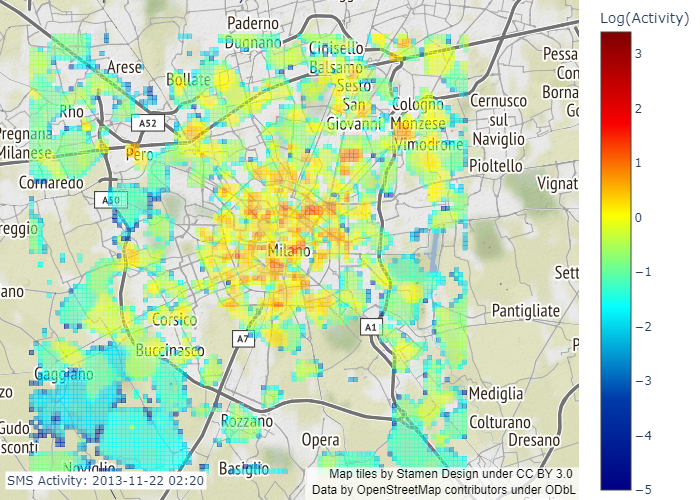 Paderno
Dugnano
Cinisello
Balsamo
Log(Activity)
Arese
Bollate
Sesto
San
Giovanni
Pessa
Con
Borna
Go
Rho
A52
Cologno
Monzese
Cernusco
sul
Naviglio
Pregnana
Milanese
Pero
Vimodrone
Pioltello
Cornaredo
A50
Vignat
reggio
Milano
Sett
ano
Corsico
Pantigliate
A7
A1
Buccinasco
P
Gaggiano
zo
Mediglia
Gudo
sconti
Rozzano
Colturano
Opera
Dresano
Noviglio
Basiglio
SMS Activity: 2013-11-22 02:20
Map tiles by Stamen Design under CC BY 3.0
Data by OpenStreetMap contributors under ODbL
3
2
1
0
−1
−2
−3
−4
−5